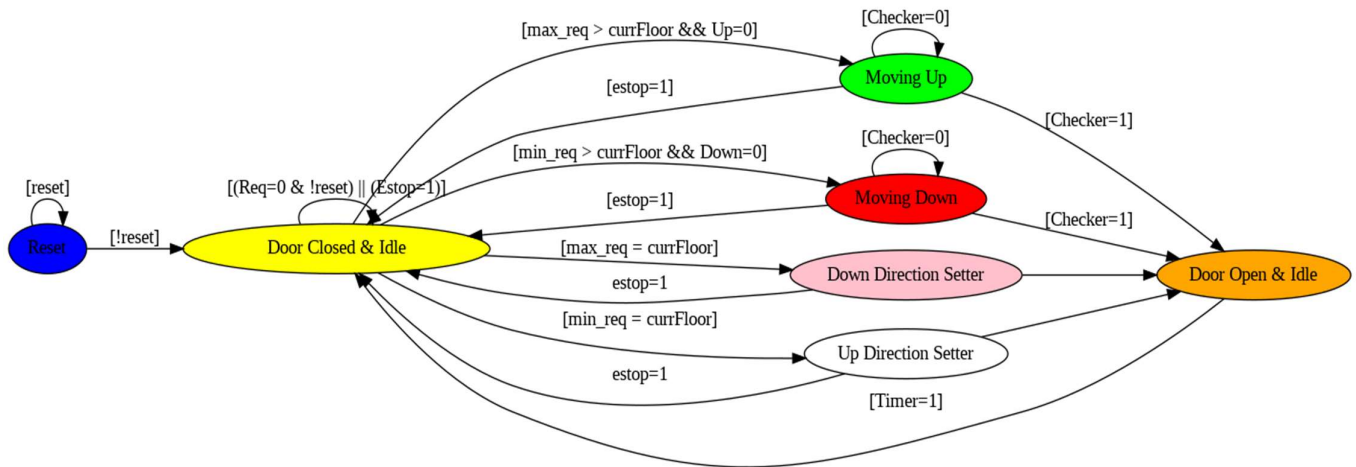 [Checker=0]
[max_req > currFloor && Up=0]
Moving Up
[estop=1]
[Checker=1]
[Checker=0]
[min_req > currFloor && Down=0]
[reset]
[(Req=0 & !reset) || (Estop=1)]
Moving Down
[estop=1]
[Checker=1]
Reset
[!reset]
Door Closed & Idle
[max_req = currFloor]
Down Direction Setter
Door Open & Idle
estop=1
[min_req = currFloor]
Up Direction Setter
estop=1
[Timer=1]